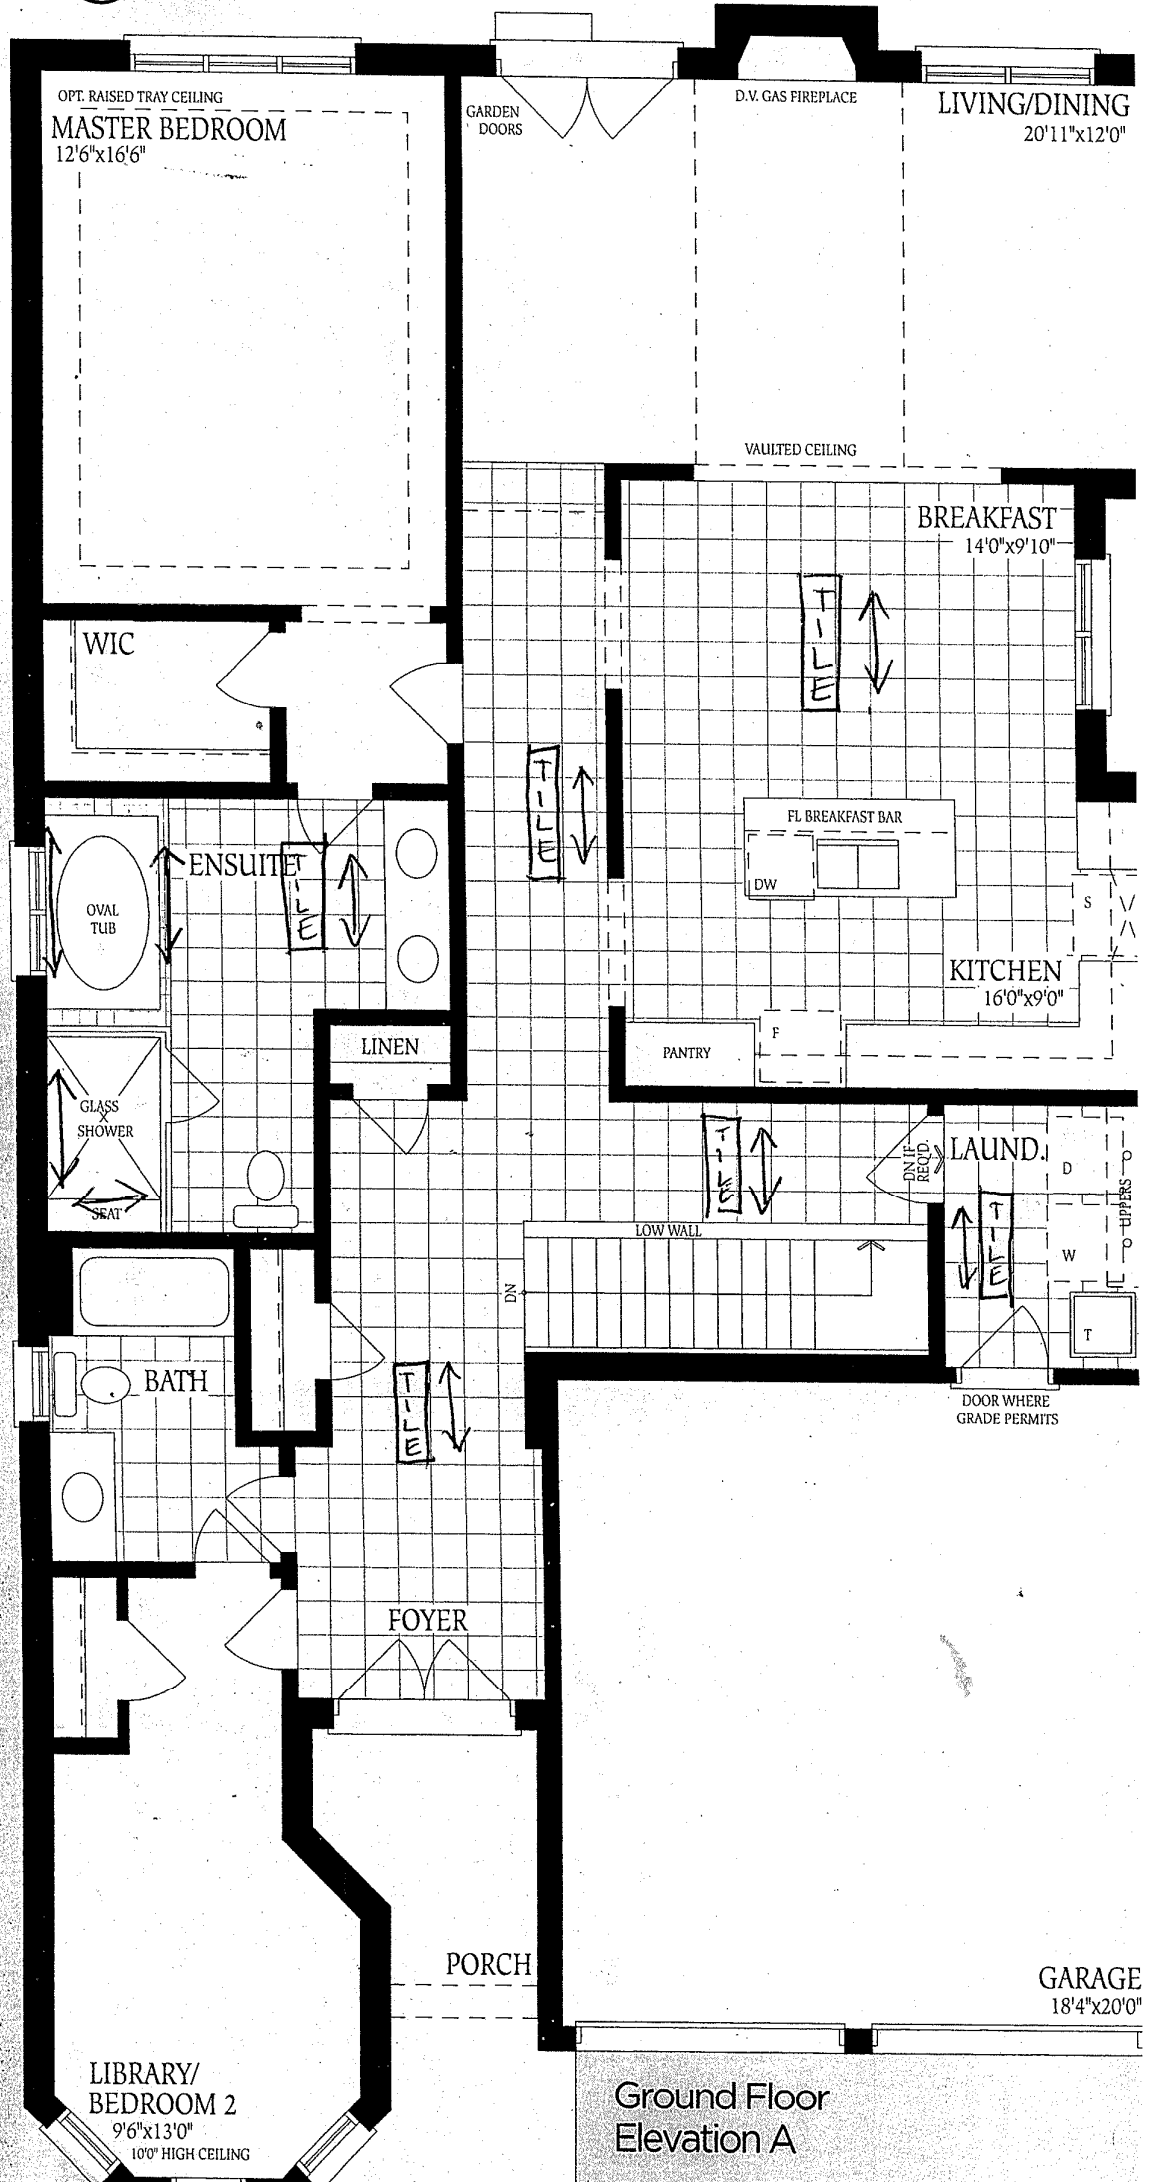 OPT. RAISED TRAY CEILING
MASTER BEDROOM
12'6"x16'6"
GARDEN
DOORS
D.V. GAS FIREPLACE
LIVING/DINING
20'11"x12'0"
VAULTED CEILING
BREAKFAST
14'0"x9'10"
TILE
WIC
TILE
FL BREAKFAST BAR
DW
ENSUITE
TILE
OVAL
TUB
S
KITCHEN
16'0"x9'0"
LINEN
PANTRY
F
GLASS
SHOWER
SEAT
TILE
DN IF
REQ'D.
LAUND.
D
UPPERS
W
TILE
T
LOW WALL
DN
BATH
TILE
DOOR WHERE
GRADE PERMITS
FOYER
PORCH
GARAGE
18'4"x20'0"
LIBRARY/
BEDROOM 2
9'6"x13'0"
10'0" HIGH CEILING
Ground Floor
Elevation A